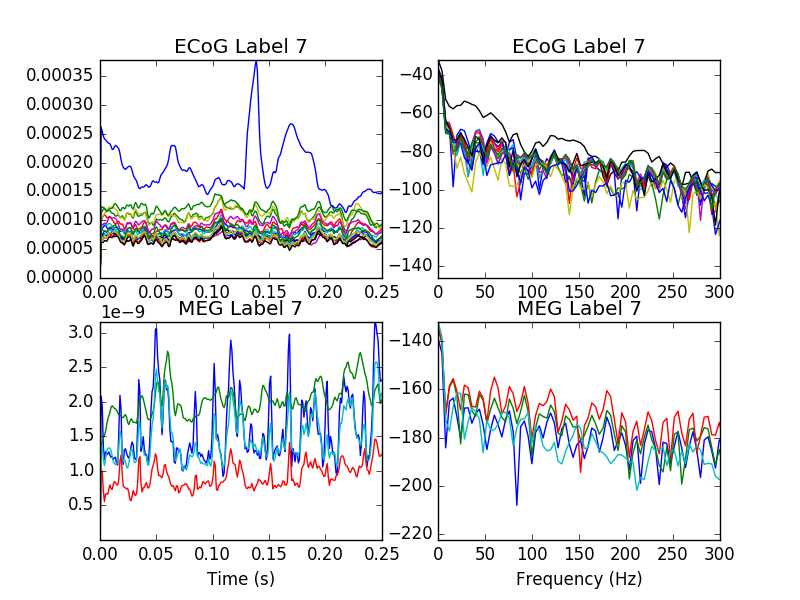 ECoG Label 7
ECoG Label 7
0.00035
0.00030
0.00025
0.00020
0.00015
0.00010
0.00005
0.00000
0.00 0.05 0.10 0.15 0.20 0.25
−40
−60
−80
−100
−120
−140
0 50 100 150 200 250 300
MEG Label 7
MEG Label 7
1e−9
3.0
2.5
2.0
1.5
1.0
0.5
0.00 0.05 0.10 0.15 0.20 0.25
Time (s)
−140
−160
−180
−200
−220
0 50 100 150 200 250 300
Frequency (Hz)